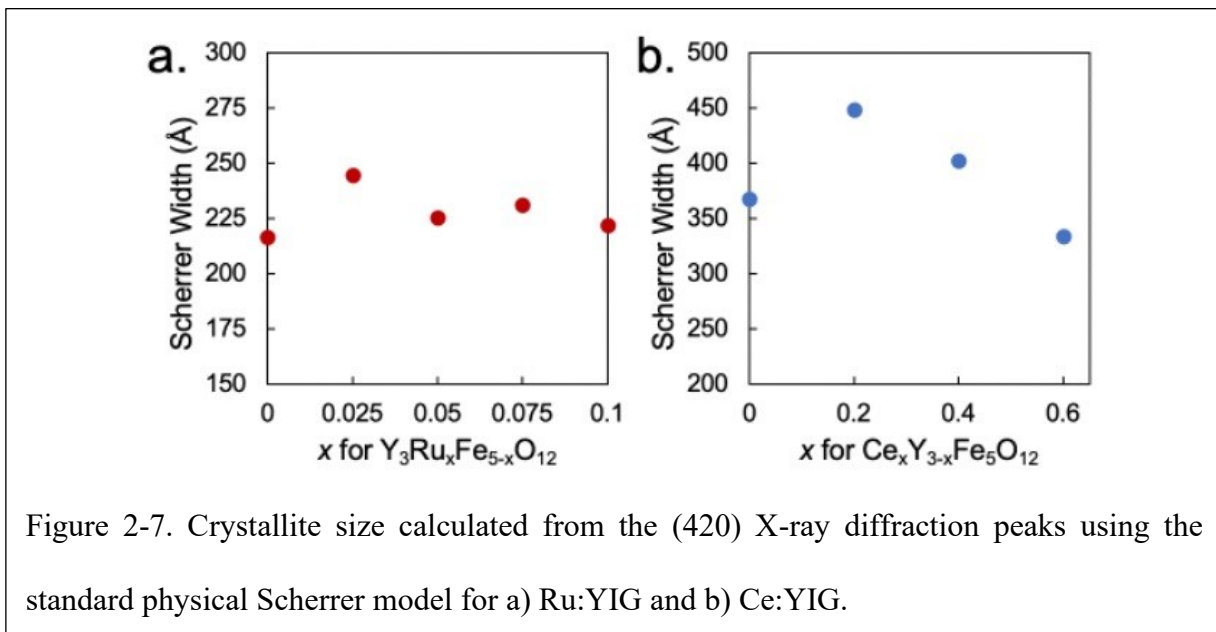 a.
Scherrer Width (Å)
300
275
250
225
200
175
150
0 0.025 0.05 0.075 0.1
x for Y₃RuₓFe₅₋ₓO₁₂
b.
Scherrer Width (Å)
500
450
400
350
300
250
200
0 0.2 0.4 0.6
x for CeₓY₃₋ₓFe₅O₁₂
Figure 2-7. Crystallite size calculated from the (420) X-ray diffraction peaks using the
standard physical Scherrer model for a) Ru:YIG and b) Ce:YIG.